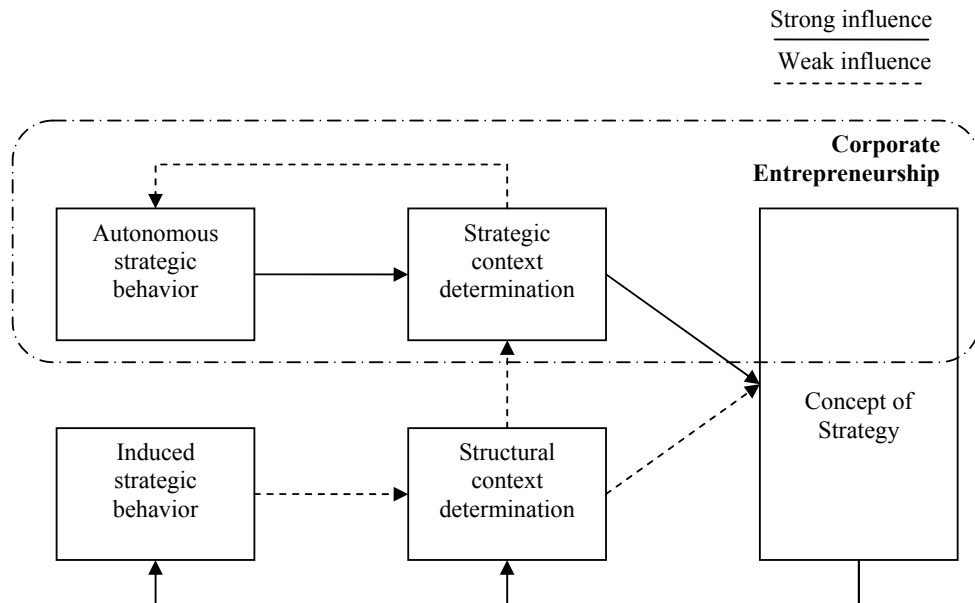 Strong influence
Weak influence
Corporate
Entrepreneurship
Autonomous
strategic
behavior
Strategic
context
determination
Concept of
Strategy
Induced
strategic
behavior
Structural
context
determination